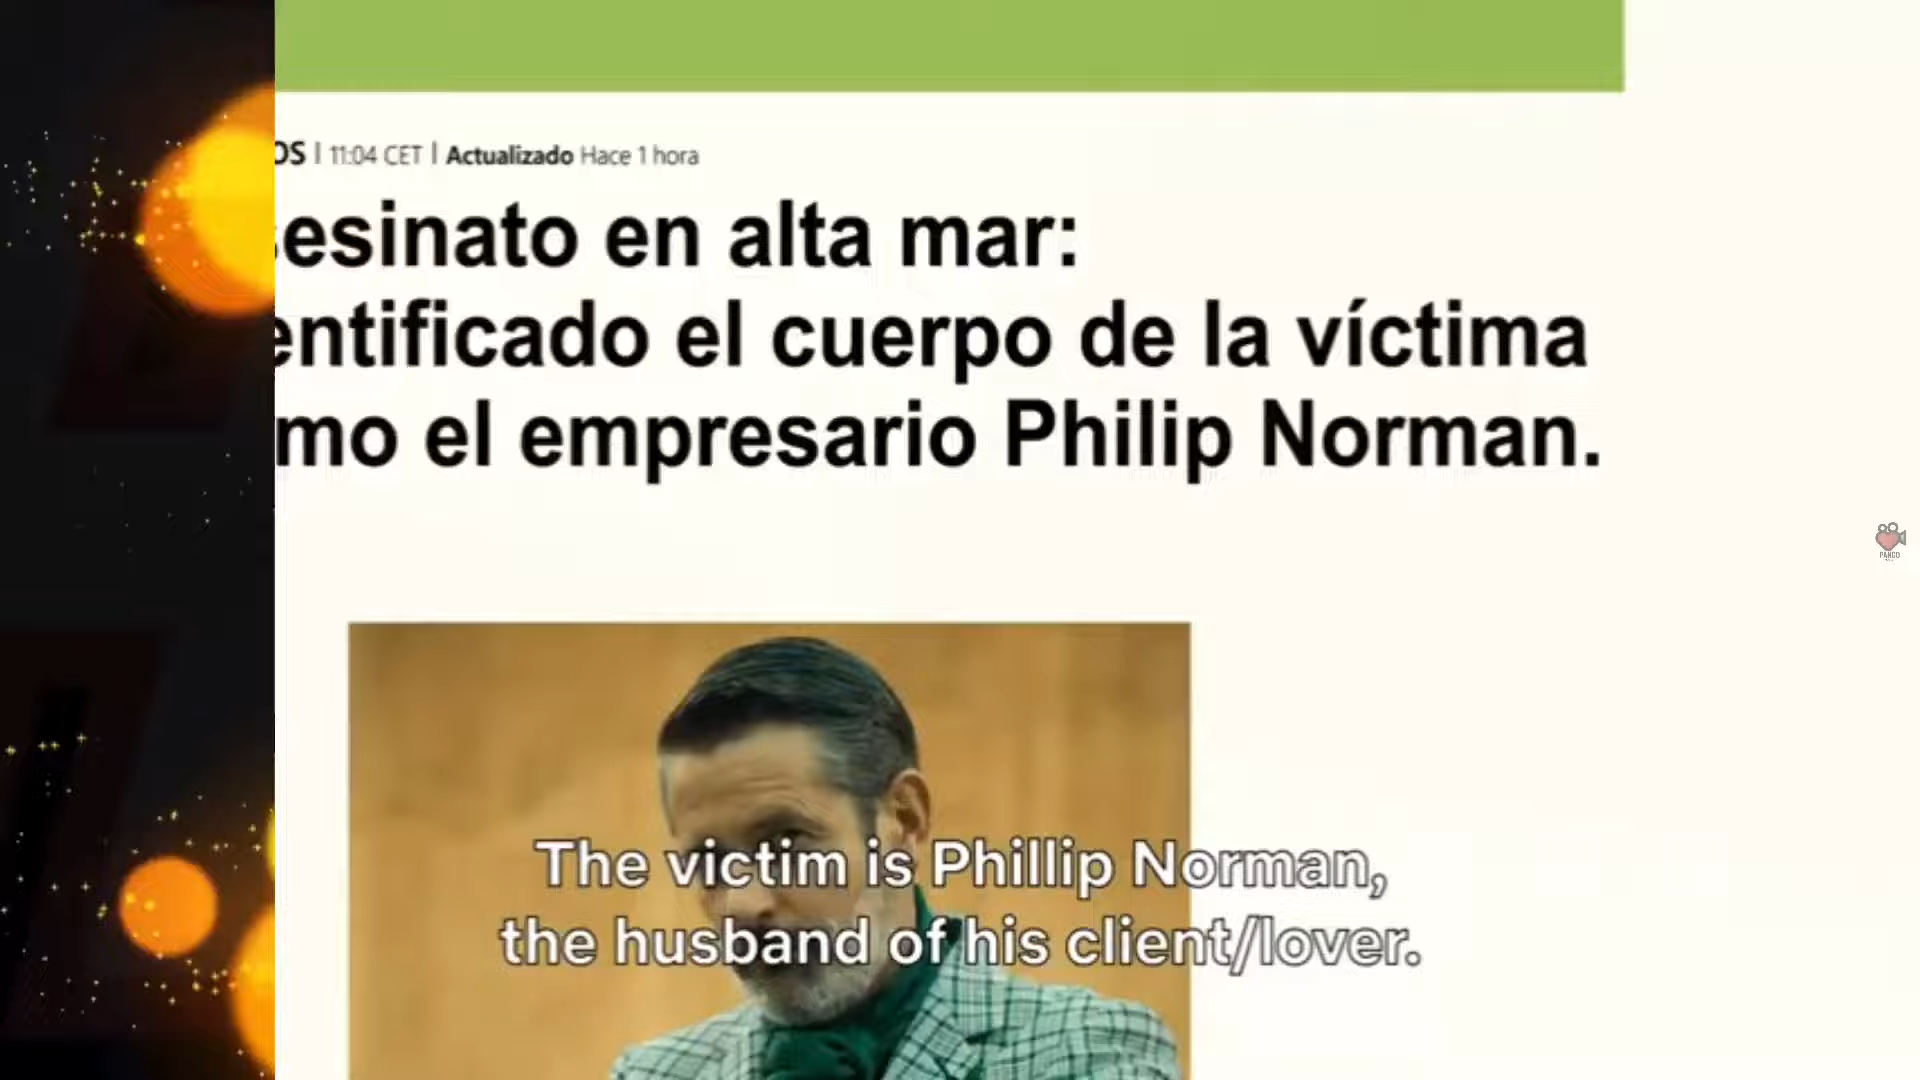 OS | 11:04 CET | Actualizado Hace 1 hora
sesinato en alta mar:
entificado el cuerpo de la víctima
mo el empresario Philip Norman.
PANGO
The victim is Phillip Norman,
the husband of his client/lover.